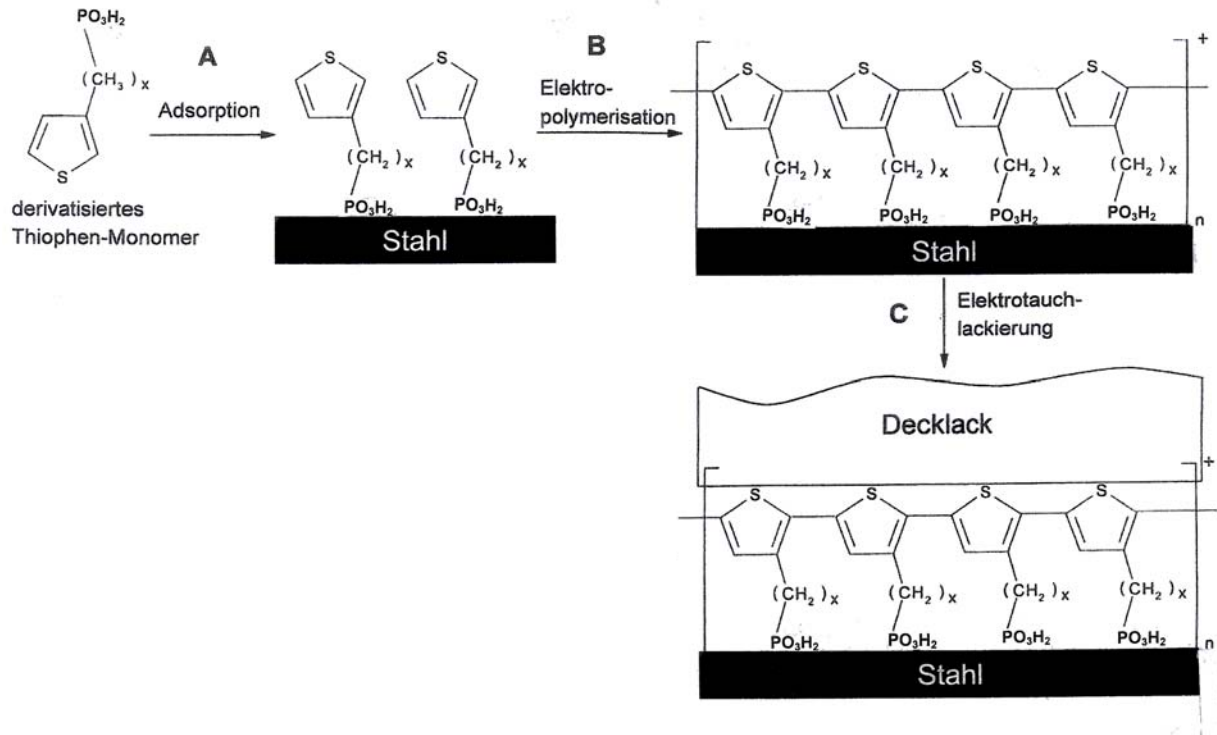 PO₃H₂
(CH₃)x
S
derivatisiertes
Thiophen-Monomer
A
Adsorption
S S
(CH₂)x (CH₂)x
PO₃H₂ PO₃H₂
Stahl
B
Elektro-
polymerisation
+
S S S S
(CH₂)x (CH₂)x (CH₂)x (CH₂)x
PO₃H₂ PO₃H₂ PO₃H₂ PO₃H₂
n
Stahl
C
Elektrotauch-
lackierung
Decklack
+
S S S S
(CH₂)x (CH₂)x (CH₂)x (CH₂)x
PO₃H₂ PO₃H₂ PO₃H₂ PO₃H₂
n
Stahl